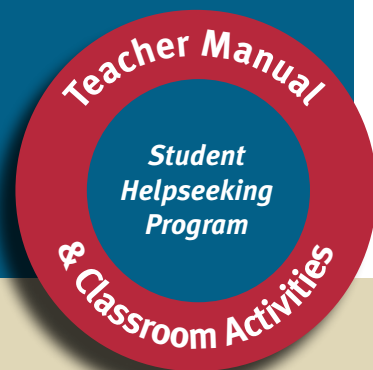 Teacher Manual
Student
Helpseeking
Program
& Classroom Activities